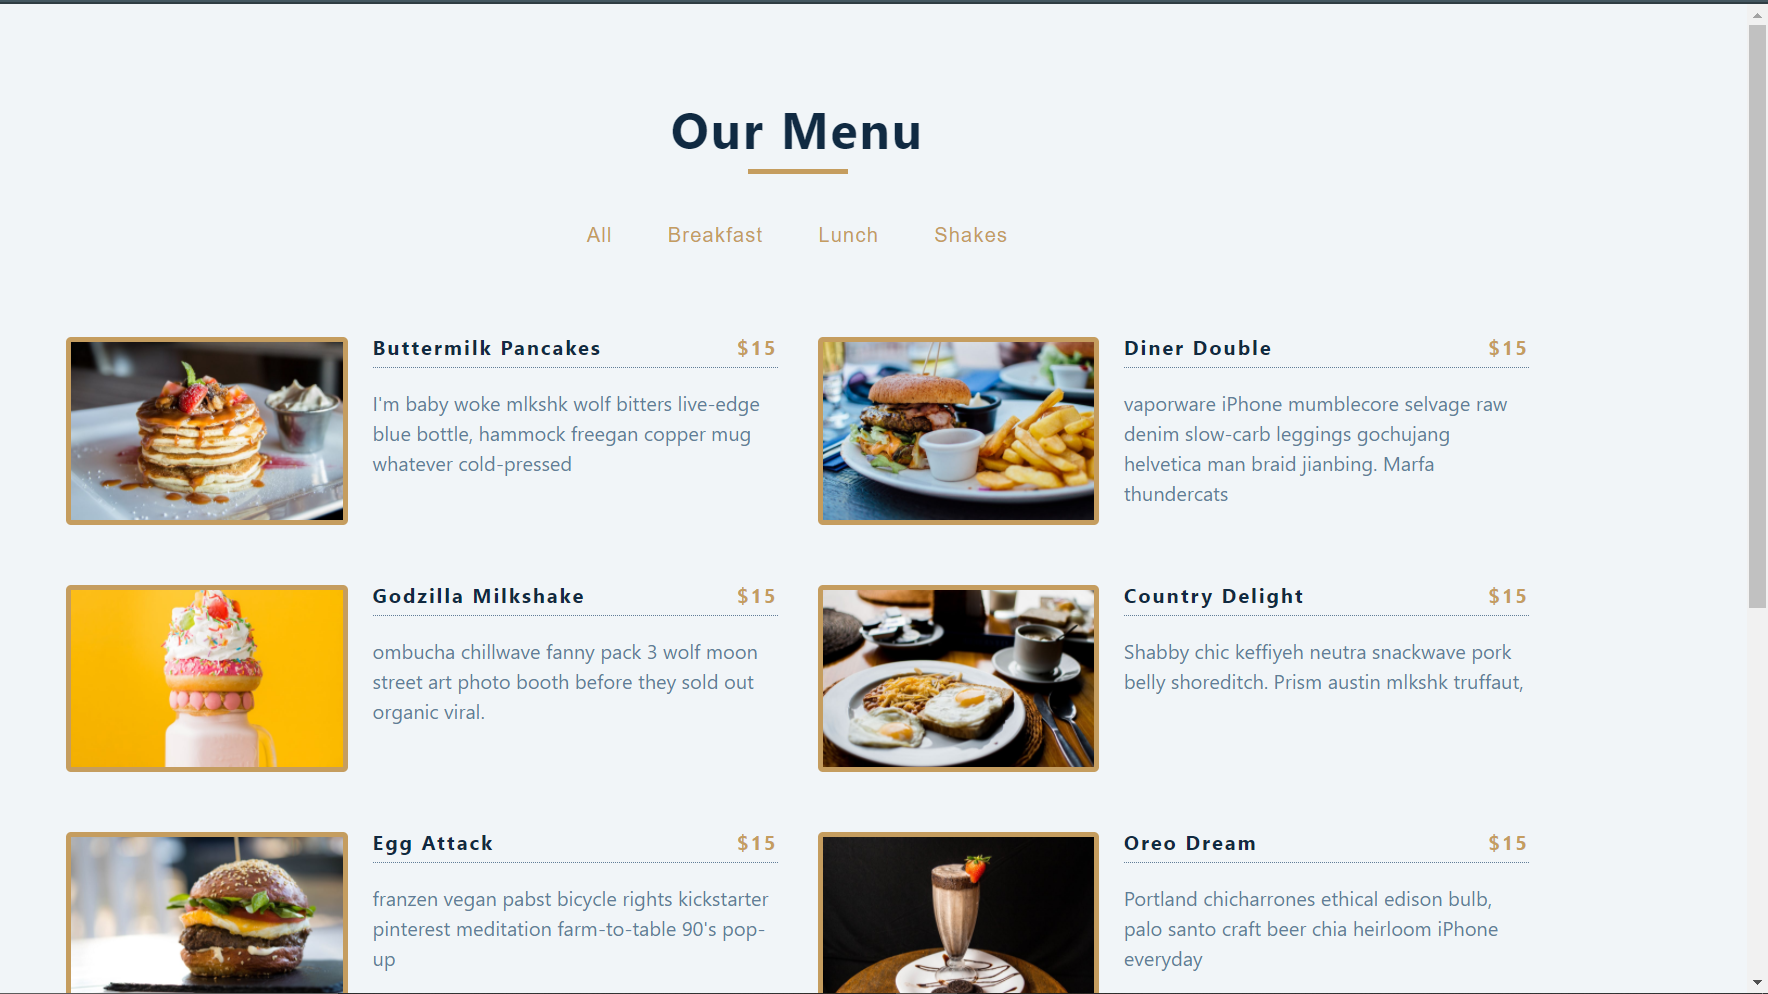 Our Menu
All Breakfast Lunch Shakes
Buttermilk Pancakes $15
I'm baby woke mlkshk wolf bitters live-edge
blue bottle, hammock freegan copper mug
whatever cold-pressed
Diner Double $15
vaporware iPhone mumblecore selvage raw
denim slow-carb leggings gochujang
helvetica man braid jianbing. Marfa
thundercats
Godzilla Milkshake $15
ombucha chillwave fanny pack 3 wolf moon
street art photo booth before they sold out
organic viral.
Country Delight $15
Shabby chic keffiyeh neutra snackwave pork
belly shoreditch. Prism austin mlkshk truffaut,
Egg Attack $15
franzen vegan pabst bicycle rights kickstarter
pinterest meditation farm-to-table 90's pop-
up
Oreo Dream $15
Portland chicharrones ethical edison bulb,
palo santo craft beer chia heirloom iPhone
everyday